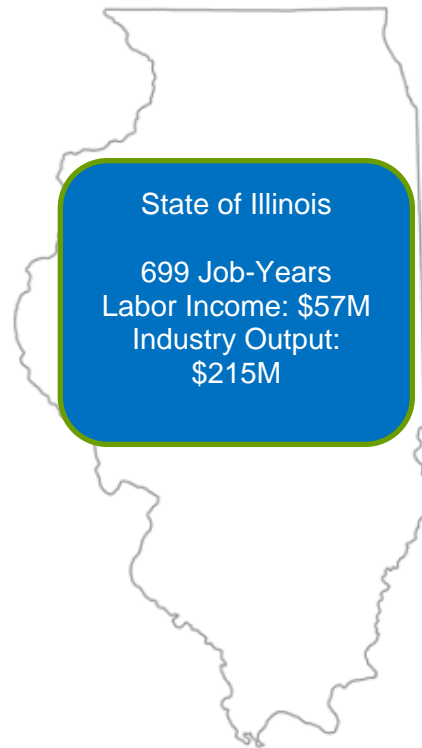 State of Illinois
699 Job-Years
Labor Income: $57M
Industry Output:
$215M